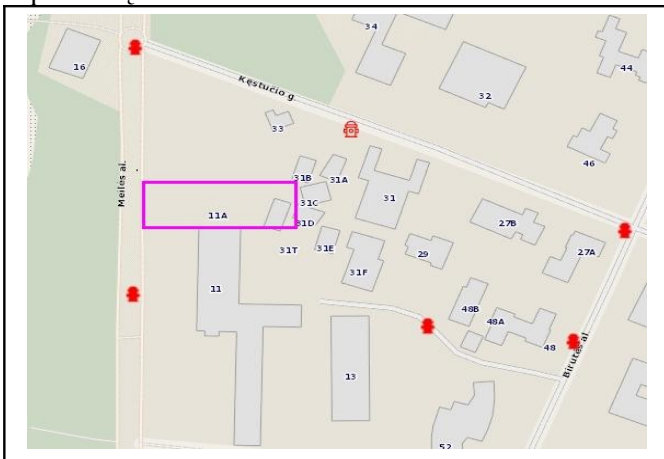 34
16
44
Kęstučio g.
32
33
46
Meilės al.
31B
31A
31C
31
11A
31D
27B
31T
31E
29
27A
31F
11
48B
48A
48
Birutės al.
13
52